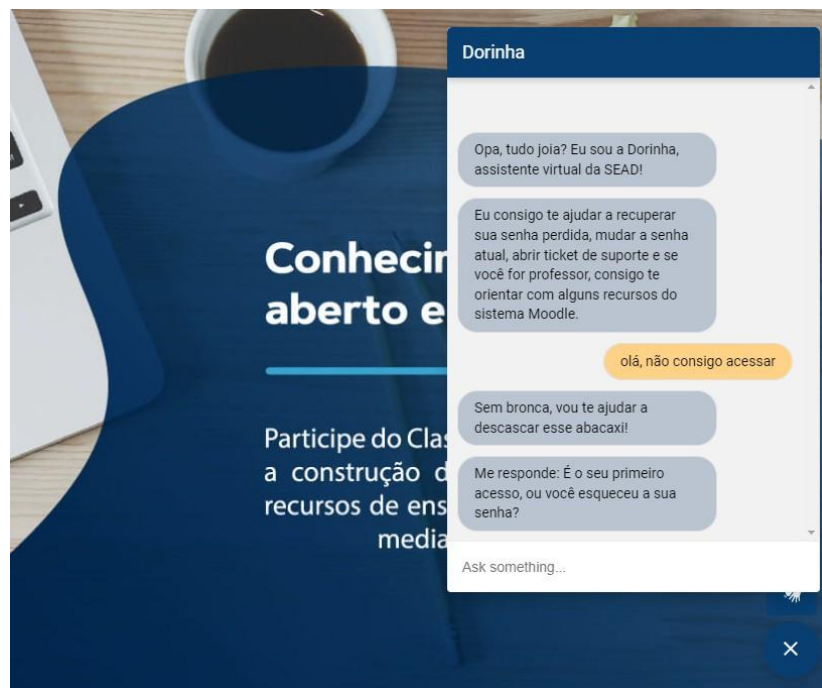 Dorinha
Opa, tudo joia? Eu sou a Dorinha,
assistente virtual da SEAD!
Eu consigo te ajudar a recuperar
sua senha perdida, mudar a senha
atual, abrir ticket de suporte e se
você for professor, consigo te
orientar com alguns recursos do
sistema Moodle.
olá, não consigo acessar
Sem bronca, vou te ajudar a
descascar esse abacaxi!
Me responde: É o seu primeiro
acesso, ou você esqueceu a sua
senha?
Ask something...
Conhecir
aberto e
Participe do Clas
a construção d
recursos de ens
media